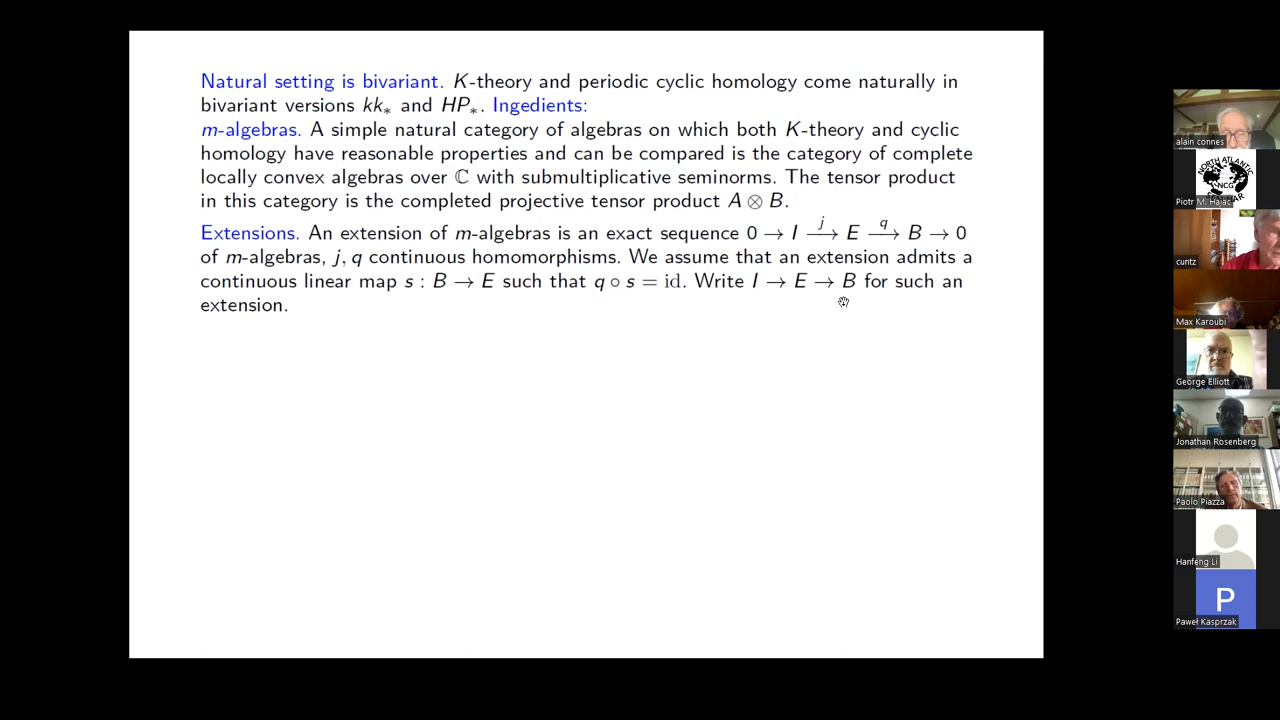 Natural setting is bivariant. K-theory and periodic cyclic homology come naturally in
bivariant versions kk∗ and HP∗. Ingedients:
m-algebras. A simple natural category of algebras on which both K-theory and cyclic
homology have reasonable properties and can be compared is the category of complete
locally convex algebras over ℂ with submultiplicative seminorms. The tensor product
in this category is the completed projective tensor product A ⊗ B.
Extensions. An extension of m-algebras is an exact sequence 0 → I —j→ E —q→ B → 0
of m-algebras, j, q continuous homomorphisms. We assume that an extension admits a
continuous linear map s : B → E such that q ∘ s = id. Write I → E → B for such an
extension.
alain connes
NORTH ATLANTIC
NCG
SEMINAR
Piotr M. Hajac
cuntz
Max Karoubi
George Elliott
Jonathan Rosenberg
Paolo Piazza
Hanfeng Li
P
Paweł Kasprzak